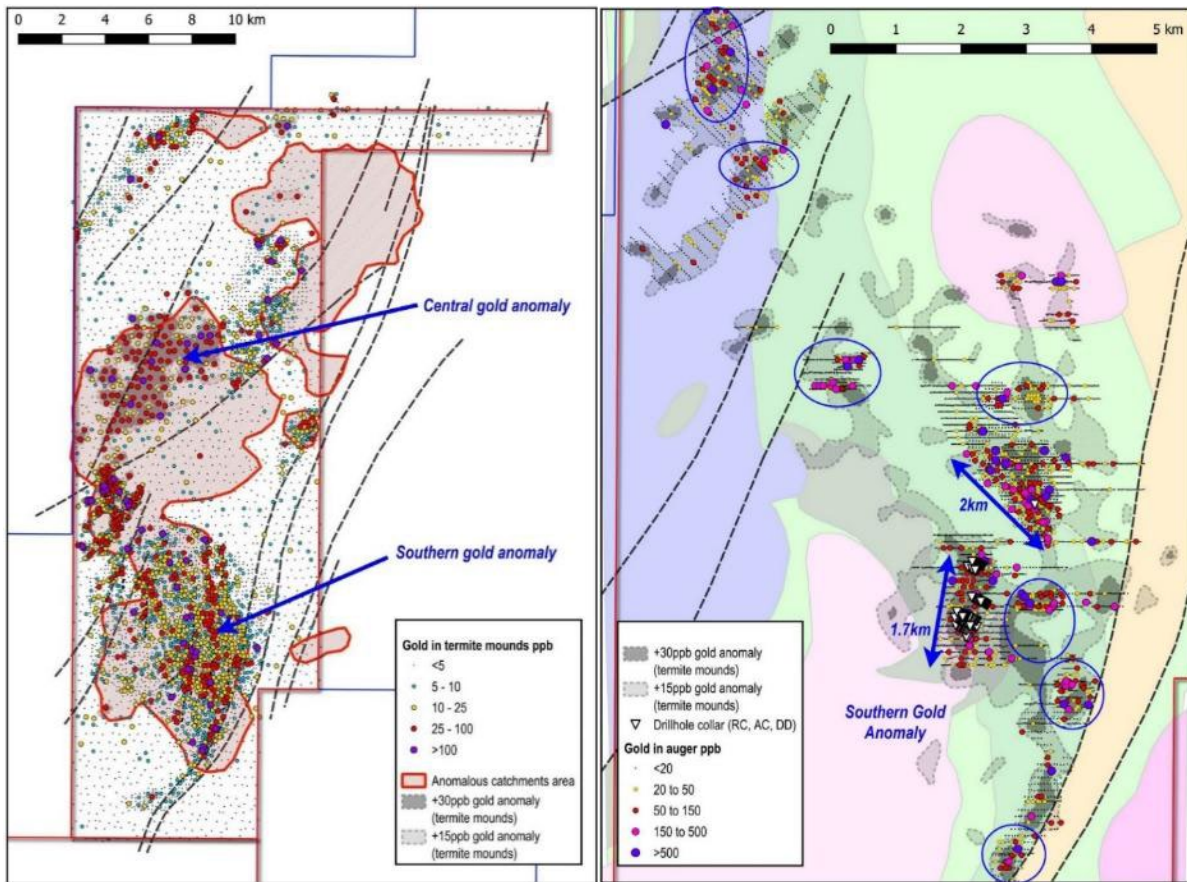 0 2 4 6 8 10 km
Central gold anomaly
Southern gold anomaly
Gold in termite mounds ppb
<5
5 - 10
10 - 25
25 - 100
>100
Anomalous catchments area
+30ppb gold anomaly
(termite mounds)
+15ppb gold anomaly
(termite mounds)
0 1 2 3 4 5 km
2km
1.7km
Southern Gold
Anomaly
+30ppb gold anomaly
(termite mounds)
+15ppb gold anomaly
(termite mounds)
Drillhole collar (RC, AC, DD)
Gold in auger ppb
<20
20 to 50
50 to 150
150 to 500
>500